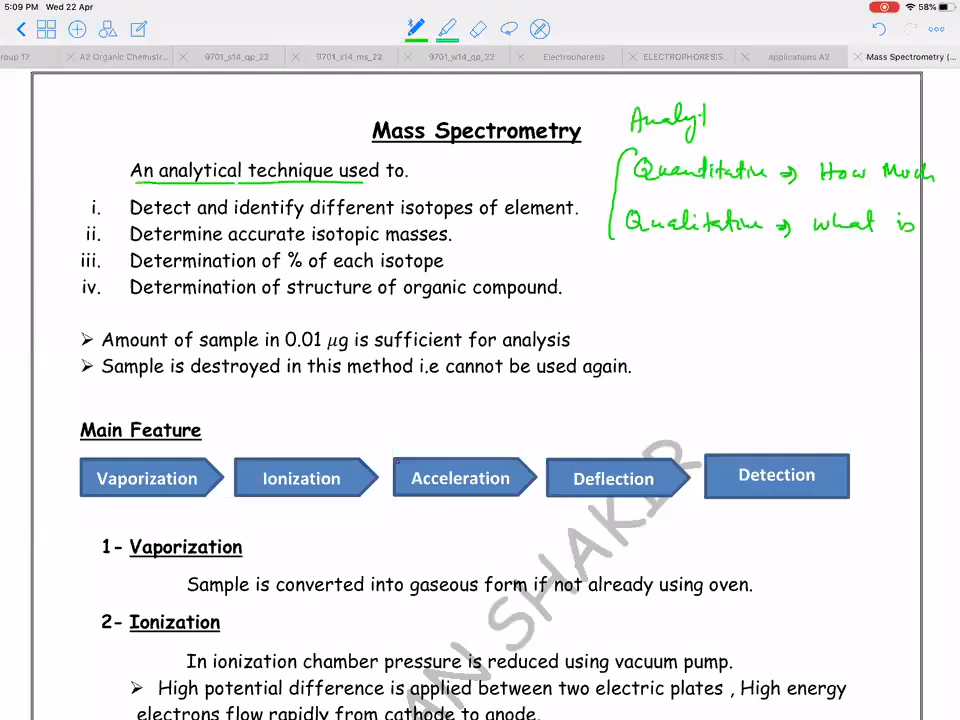 5:09 PM Wed 22 Apr
58%
roup 17
A2 Organic Chemistr...
9701_s14_qp_22
9701_s14_ms_22
9701_w14_qp_22
Electrophoresis
ELECTROPHORESIS...
applications A2
Mass Spectrometry (...
Mass Spectrometry
Analyt
An analytical technique used to.
Quantitative ⇒ How Much
i. Detect and identify different isotopes of element.
Qualitative ⇒ what is
ii. Determine accurate isotopic masses.
iii. Determination of % of each isotope
iv. Determination of structure of organic compound.
➢ Amount of sample in 0.01 μg is sufficient for analysis
➢ Sample is destroyed in this method i.e cannot be used again.
Main Feature
Vaporization Ionization Acceleration Deflection Detection
1- Vaporization
Sample is converted into gaseous form if not already using oven.
2- Ionization
In ionization chamber pressure is reduced using vacuum pump.
➢ High potential difference is applied between two electric plates , High energy
electrons flow rapidly from cathode to anode.
AN SHAKIR